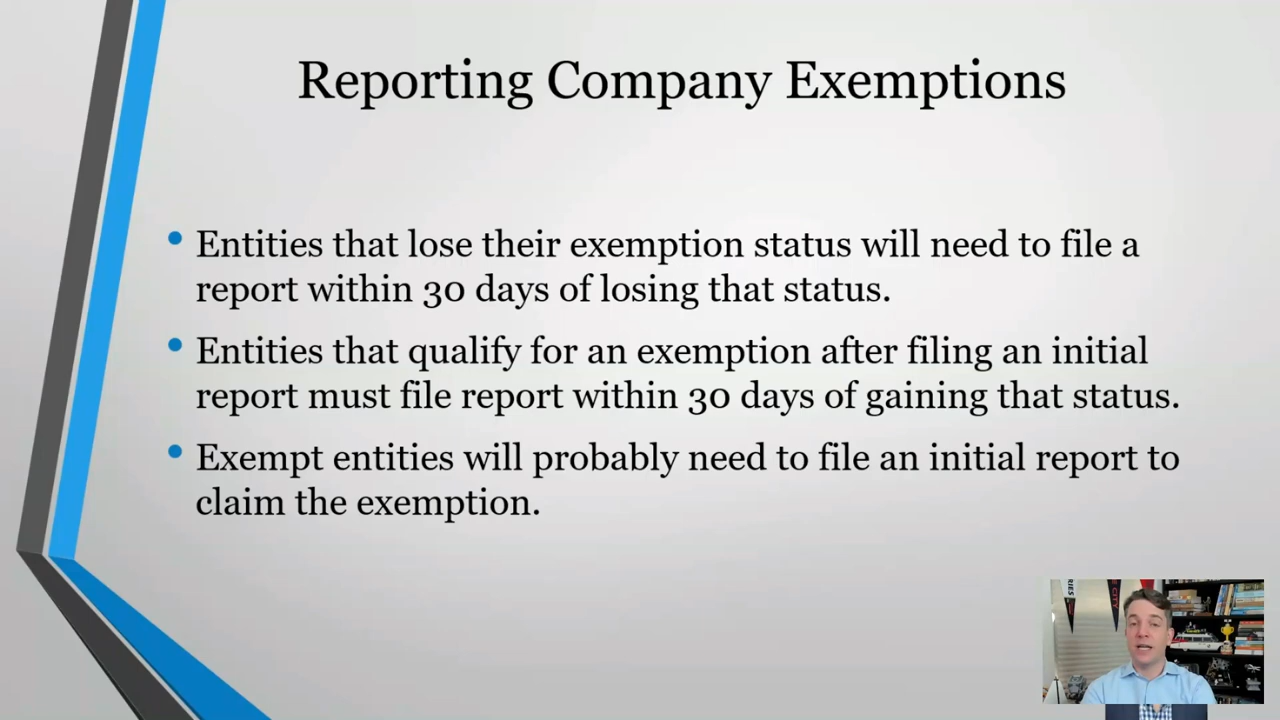 Reporting Company Exemptions
• Entities that lose their exemption status will need to file a
report within 30 days of losing that status.
• Entities that qualify for an exemption after filing an initial
report must file report within 30 days of gaining that status.
• Exempt entities will probably need to file an initial report to
claim the exemption.
RIES
E CITY